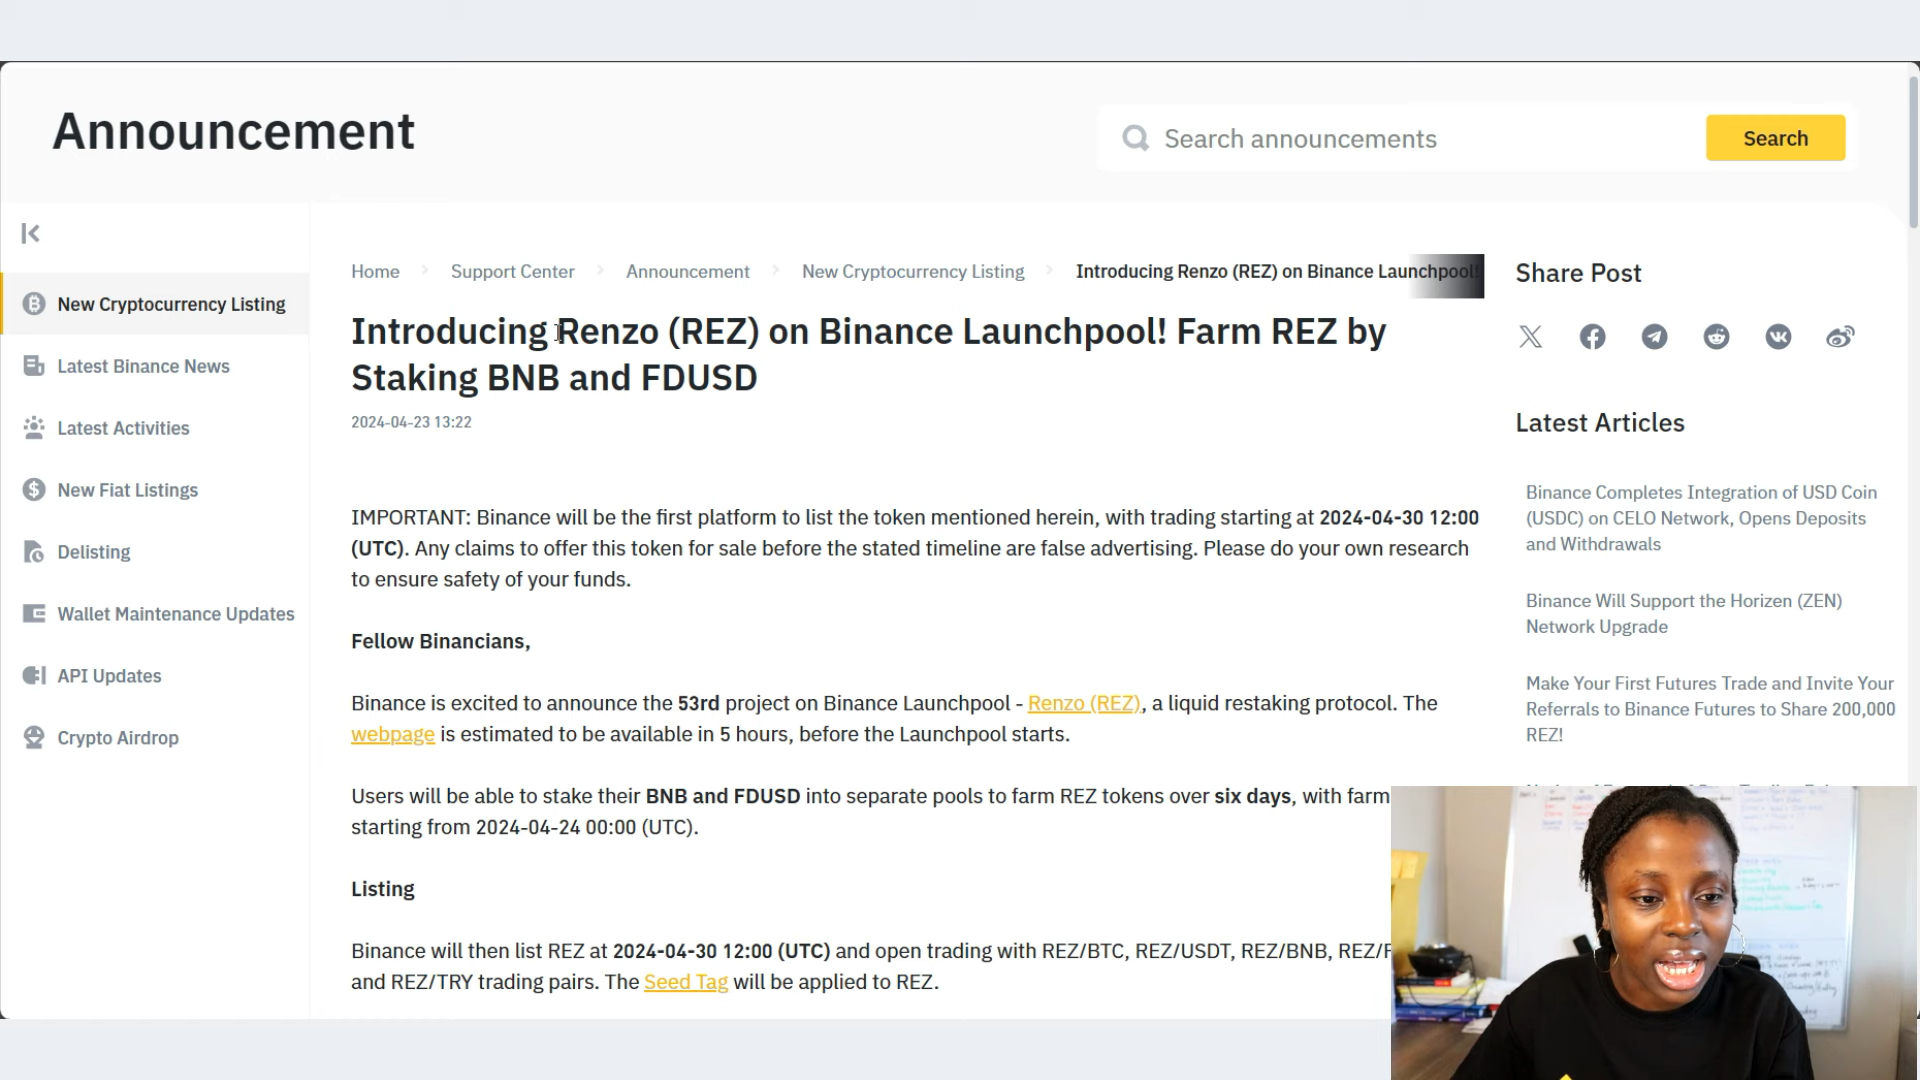 Announcement
Search announcements
Search
New Cryptocurrency Listing
Latest Binance News
Latest Activities
New Fiat Listings
Delisting
Wallet Maintenance Updates
API Updates
Crypto Airdrop
Home
Support Center
Announcement
New Cryptocurrency Listing
Introducing Renzo (REZ) on Binance Launchpool!
Introducing Renzo (REZ) on Binance Launchpool! Farm REZ by
Staking BNB and FDUSD
2024-04-23 13:22
IMPORTANT: Binance will be the first platform to list the token mentioned herein, with trading starting at 2024-04-30 12:00
(UTC). Any claims to offer this token for sale before the stated timeline are false advertising. Please do your own research
to ensure safety of your funds.
Fellow Binancians,
Binance is excited to announce the 53rd project on Binance Launchpool - Renzo (REZ), a liquid restaking protocol. The
webpage is estimated to be available in 5 hours, before the Launchpool starts.
Users will be able to stake their BNB and FDUSD into separate pools to farm REZ tokens over six days, with farm
starting from 2024-04-24 00:00 (UTC).
Listing
Binance will then list REZ at 2024-04-30 12:00 (UTC) and open trading with REZ/BTC, REZ/USDT, REZ/BNB, REZ/F
and REZ/TRY trading pairs. The Seed Tag will be applied to REZ.
Share Post
Latest Articles
Binance Completes Integration of USD Coin
(USDC) on CELO Network, Opens Deposits
and Withdrawals
Binance Will Support the Horizen (ZEN)
Network Upgrade
Make Your First Futures Trade and Invite Your
Referrals to Binance Futures to Share 200,000
REZ!